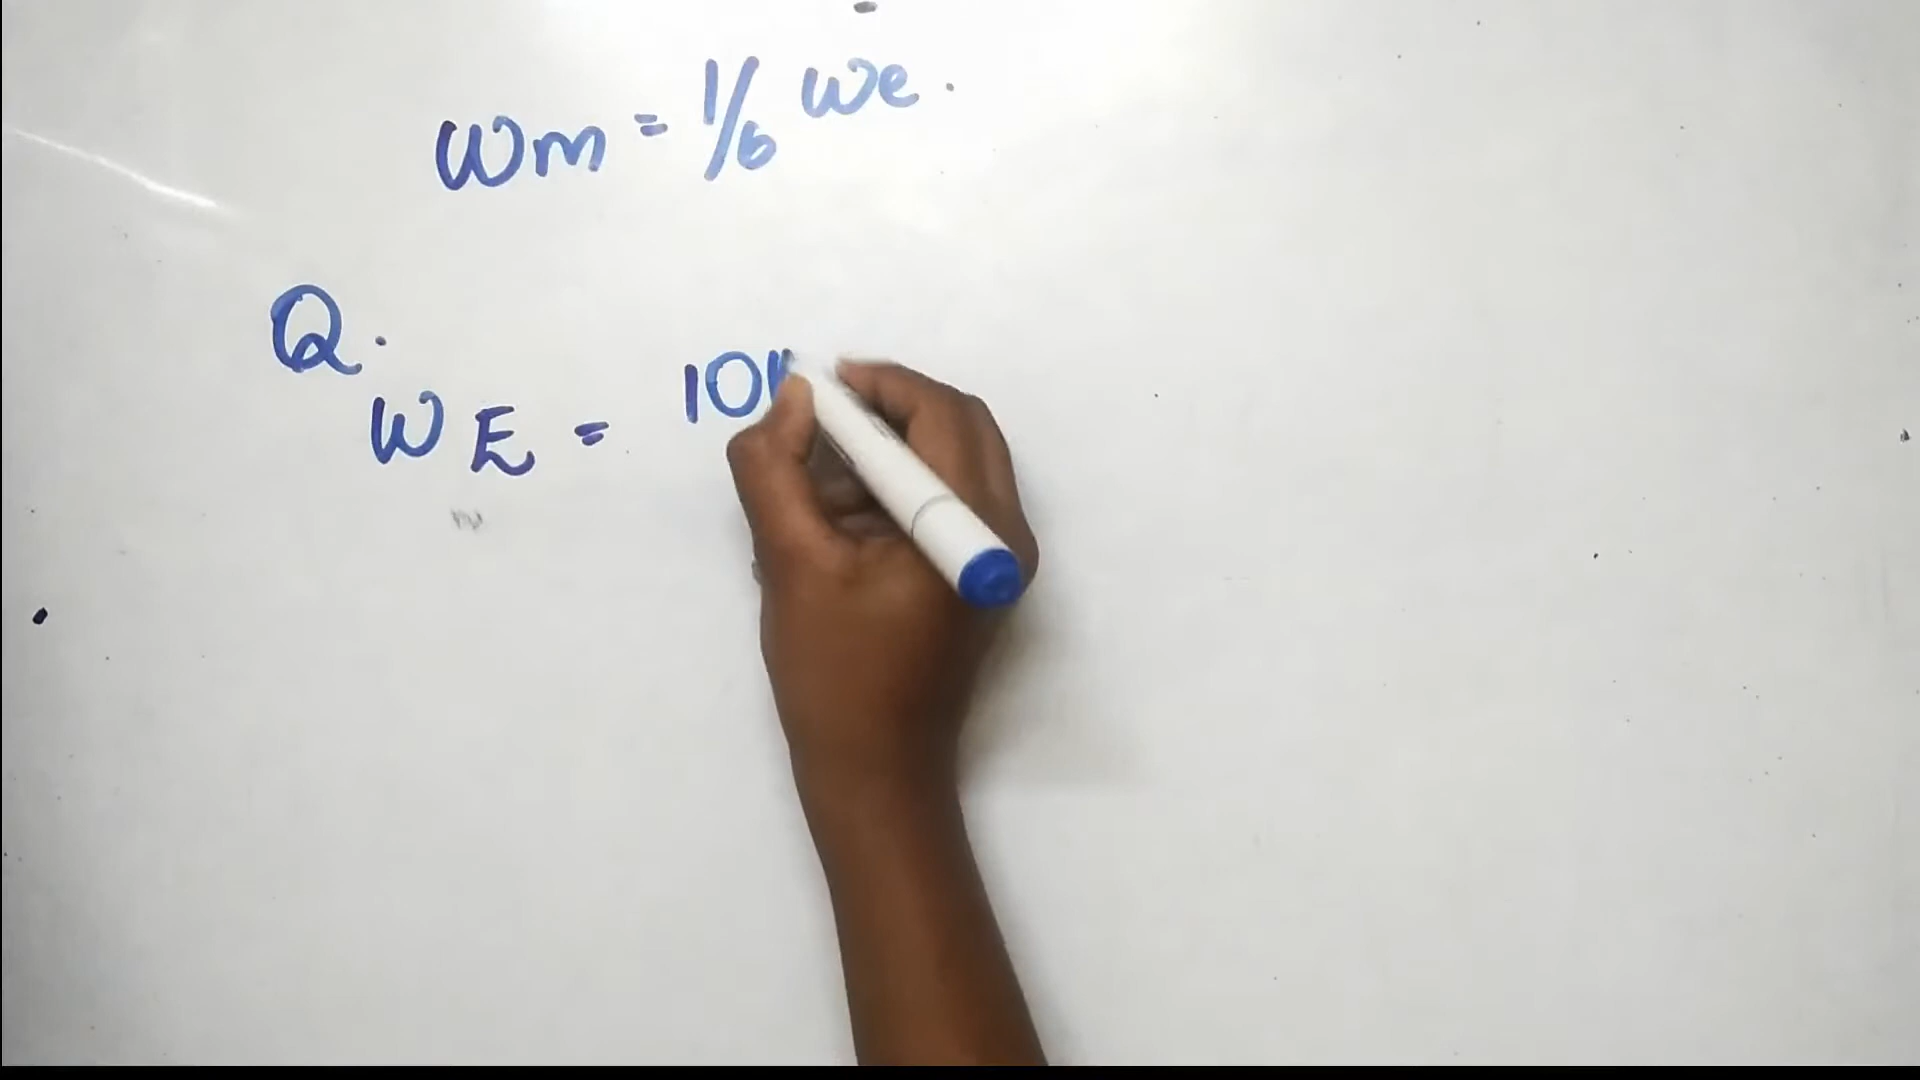 Wm = 1/6 We.
Q.
WE = 10